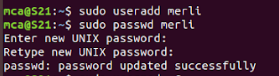 mca@S21:~$ sudo useradd merli
mca@S21:~$ sudo passwd merli
Enter new UNIX password:
Retype new UNIX password:
passwd: password updated successfully